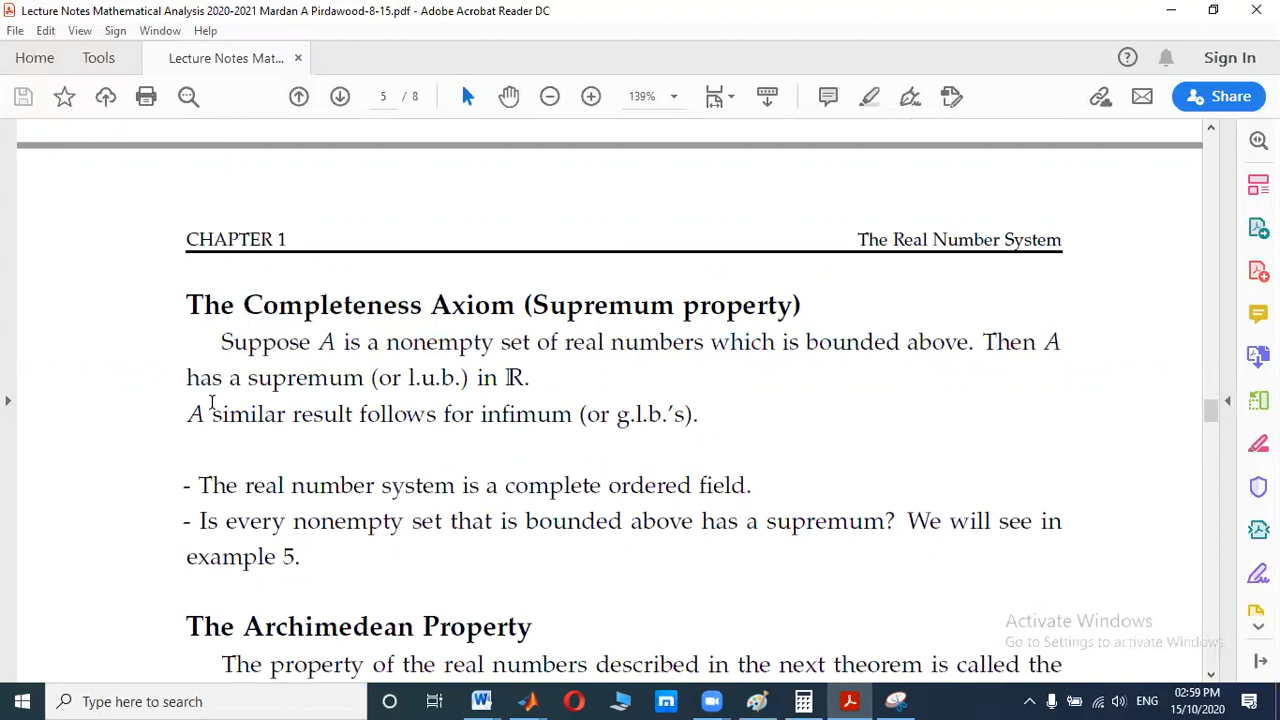 Lecture Notes Mathematical Analysis 2020-2021 Mardan A Pirdawood-8-15.pdf - Adobe Acrobat Reader DC
File Edit View Sign Window Help
Home Tools Lecture Notes Mat... × Sign In
5 / 8 139% Share
CHAPTER 1 The Real Number System
The Completeness Axiom (Supremum property)
Suppose A is a nonempty set of real numbers which is bounded above. Then A
has a supremum (or l.u.b.) in ℝ.
A similar result follows for infimum (or g.l.b.'s).
- The real number system is a complete ordered field.
- Is every nonempty set that is bounded above has a supremum? We will see in
example 5.
The Archimedean Property
The property of the real numbers described in the next theorem is called the
Activate Windows
Go to Settings to activate Windows.
Type here to search
ENG
02:59 PM
15/10/2020